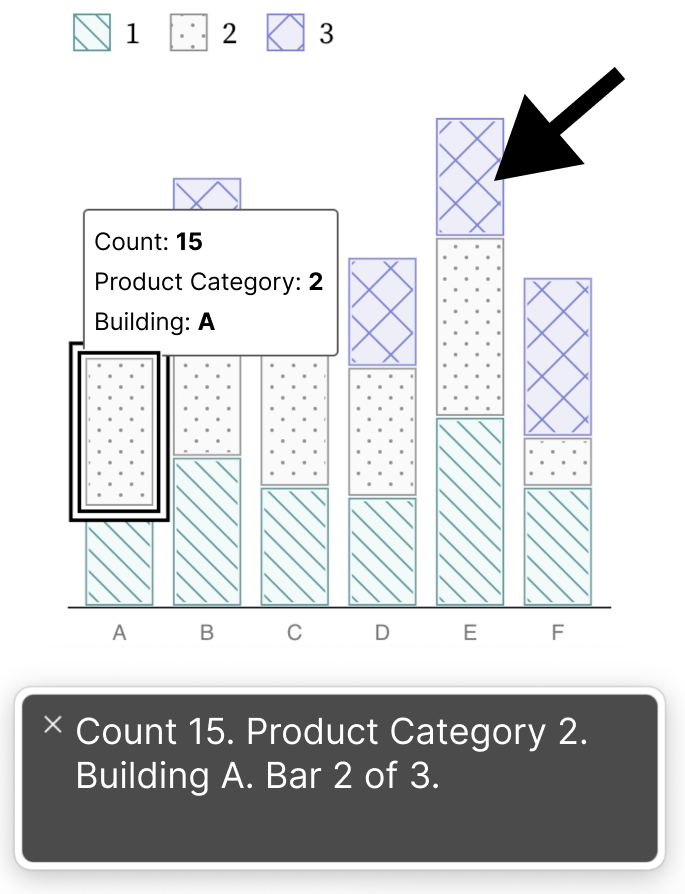 1 2 3
Count: 15
Product Category: 2
Building: A
A B C D E F
× Count 15. Product Category 2.
Building A. Bar 2 of 3.